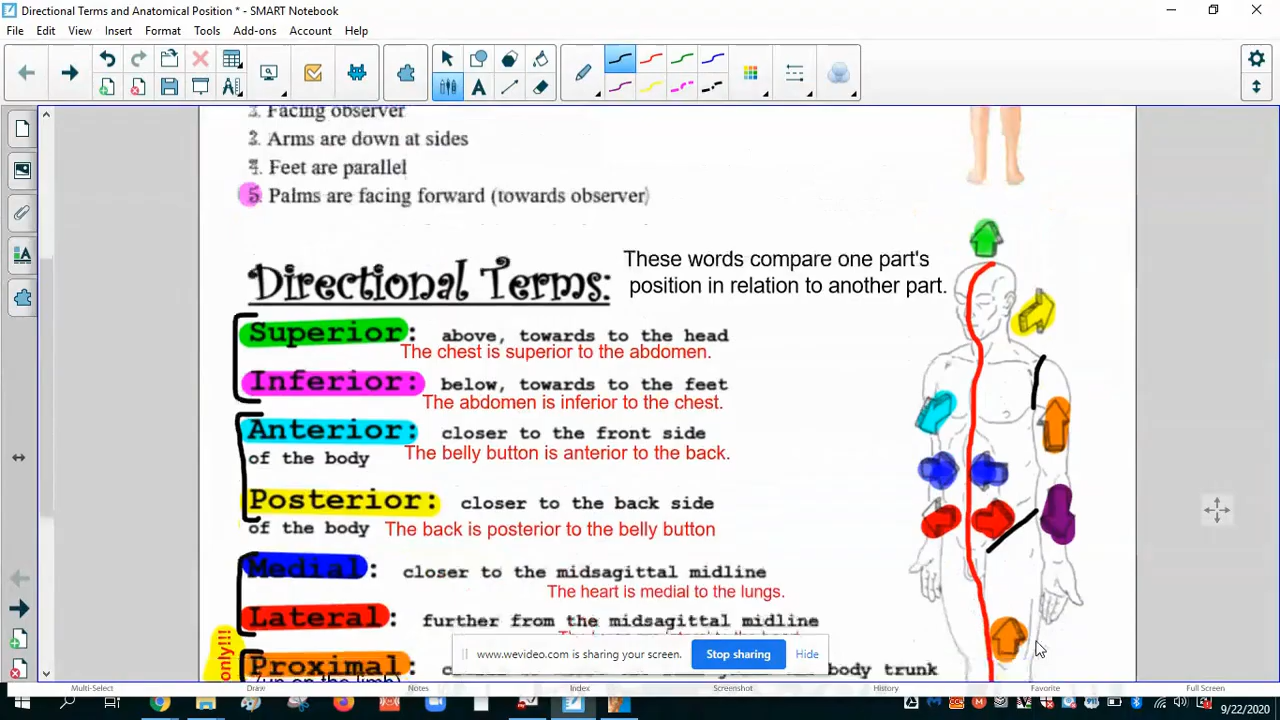 Directional Terms and Anatomical Position * - SMART Notebook
File Edit View Insert Format Tools Add-ons Account Help
Facing observer
3. Arms are down at sides
4. Feet are parallel
5. Palms are facing forward (towards observer)
Directional Terms:
These words compare one part's
position in relation to another part.
Superior: above, towards to the head
The chest is superior to the abdomen.
Inferior: below, towards to the feet
The abdomen is inferior to the chest.
Anterior: closer to the front side
of the body
The belly button is anterior to the back.
Posterior: closer to the back side
of the body
The back is posterior to the belly button
Medial: closer to the midsagittal midline
The heart is medial to the lungs.
Lateral: further from the midsagittal midline
only!!!
www.wevideo.com is sharing your screen. Stop sharing Hide
Proximal: body trunk
(up on the limb)
Multi-Select Draw Notes Index Screenshot History Favorite Full Screen
9/22/2020